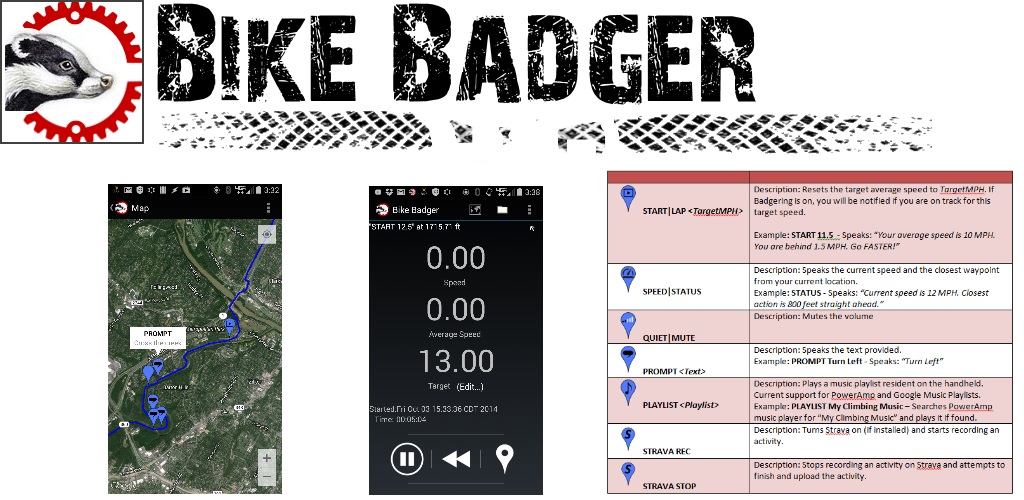 BIKE BADGER
3:32
Map
Rollingwood
PROMPT
Cross the creek
Barton Hills
+
−
3:38
Bike Badger
"START 12.5" at 1715.71 ft
0.00
Speed
0.00
Average Speed
13.00
Target (Edit...)
Started:Fri Oct 03 15:33:36 CDT 2014
Time: 00:05:04
START|LAP <TargetMPH>
Description: Resets the target average speed to TargetMPH. If
Badgering is on, you will be notified if you are on track for this
target speed.
Example: START 11.5 - Speaks: "Your average speed is 10 MPH.
You are behind 1.5 MPH. Go FASTER!"
SPEED|STATUS
Description: Speaks the current speed and the closest waypoint
from your current location.
Example: STATUS - Speaks: "Current speed is 12 MPH. Closest
action is 800 feet straight ahead."
QUIET|MUTE
Description: Mutes the volume
PROMPT <Text>
Description: Speaks the text provided.
Example: PROMPT Turn Left - Speaks: "Turn Left"
PLAYLIST <Playlist>
Description: Plays a music playlist resident on the handheld.
Current support for PowerAmp and Google Music Playlists.
Example: PLAYLIST My Climbing Music – Searches PowerAmp
music player for "My Climbing Music" and plays it if found.
STRAVA REC
Description: Turns Strava on (if installed) and starts recording an
activity.
STRAVA STOP
Description: Stops recording an activity on Strava and attempts to
finish and upload the activity.